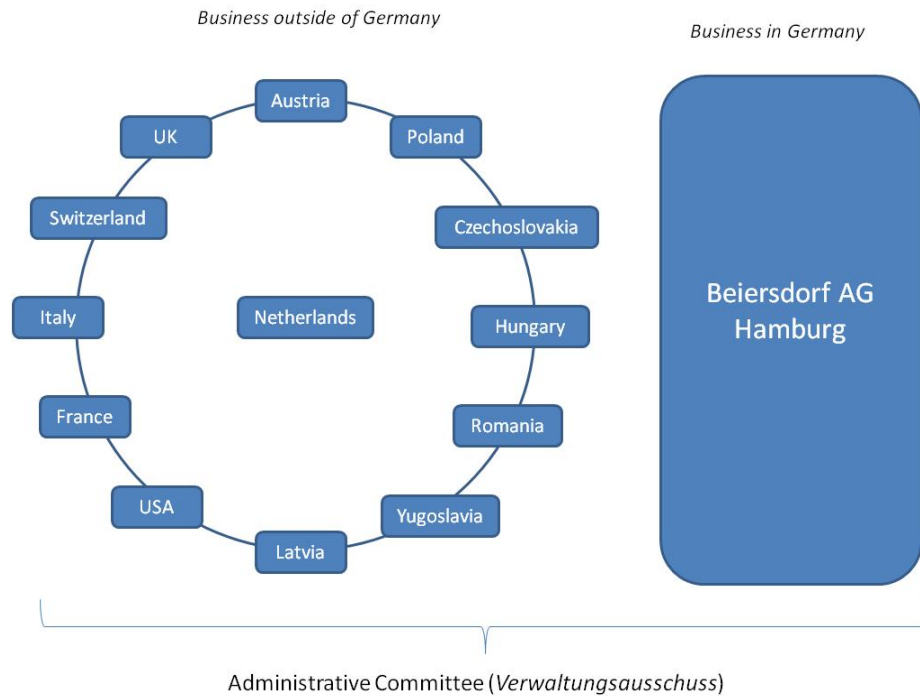 Business outside of Germany
Business in Germany
Austria
UK
Poland
Switzerland
Czechoslovakia
Italy
Netherlands
Hungary
France
Romania
USA
Yugoslavia
Latvia
Beiersdorf AG
Hamburg
Administrative Committee (Verwaltungsausschuss)